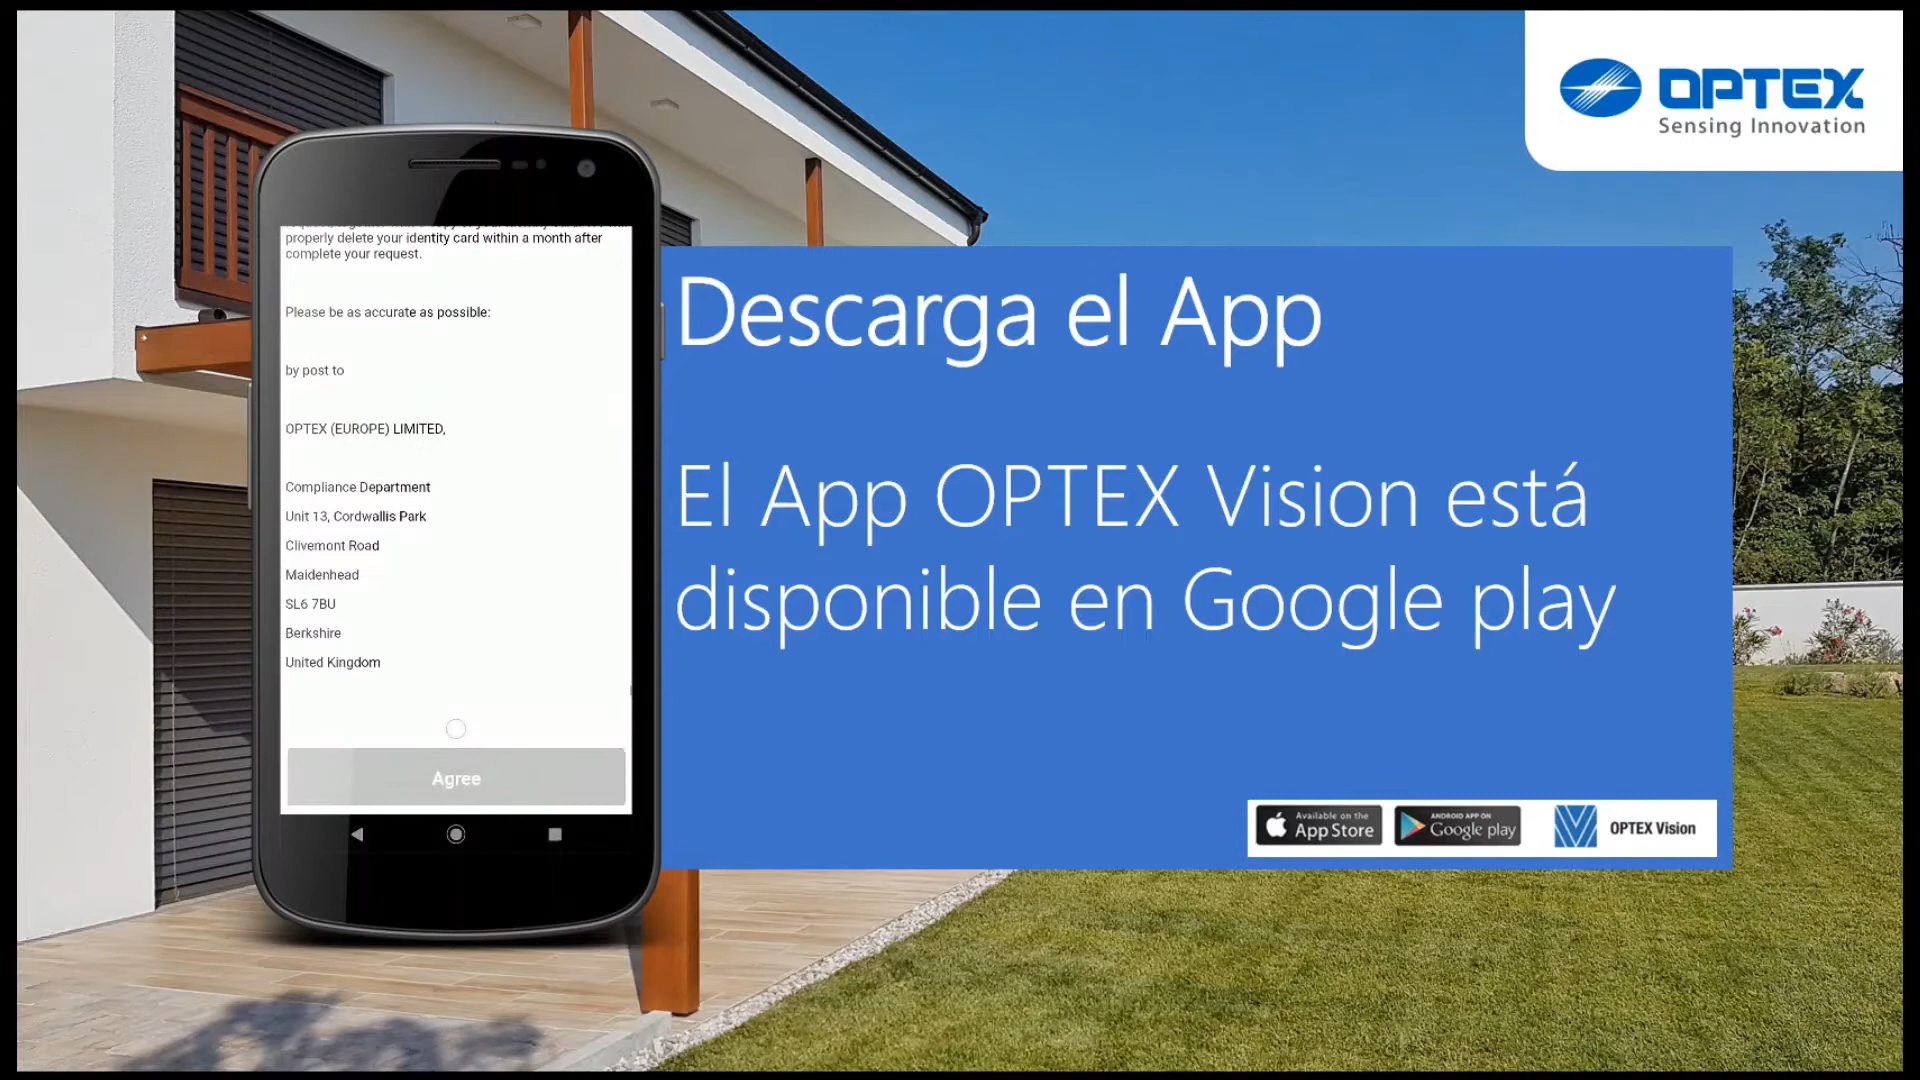 OPTEX
Sensing Innovation
properly delete your identity card within a month after
complete your request.
Please be as accurate as possible:
by post to
OPTEX (EUROPE) LIMITED,
Compliance Department
Unit 13, Cordwallis Park
Clivemont Road
Maidenhead
SL6 7BU
Berkshire
United Kingdom
Agree
Descarga el App
El App OPTEX Vision está
disponible en Google play
Available on the
App Store
ANDROID APP ON
Google play
OPTEX Vision